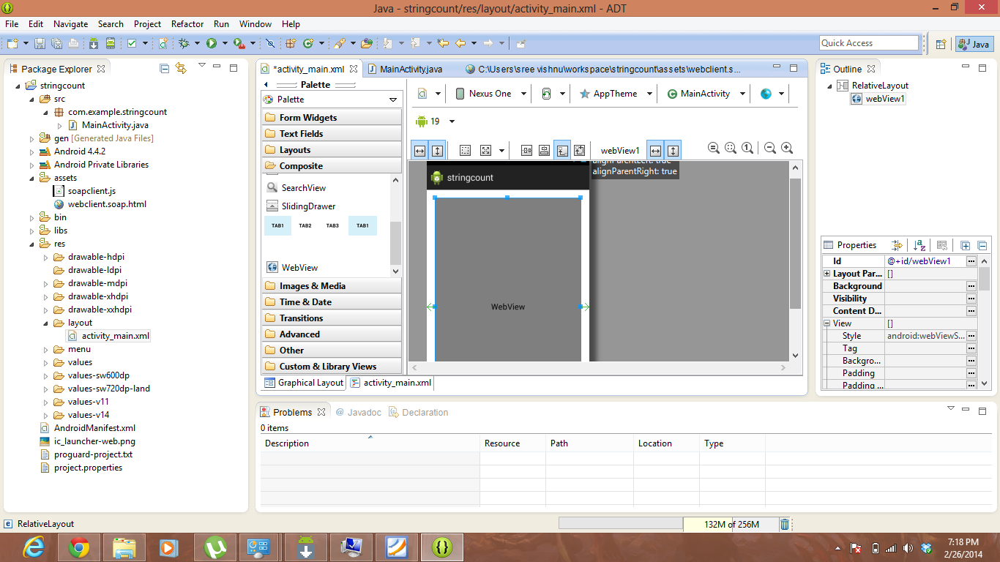 Java - stringcount/res/layout/activity_main.xml - ADT
File Edit Navigate Search Project Refactor Run Window Help
Quick Access
Java
Package Explorer
stringcount
src
com.example.stringcount
MainActivity.java
gen [Generated Java Files]
Android 4.4.2
Android Private Libraries
assets
soapclient.js
webclient.soap.html
bin
libs
res
drawable-hdpi
drawable-ldpi
drawable-mdpi
drawable-xhdpi
drawable-xxhdpi
layout
activity_main.xml
menu
values
values-sw600dp
values-sw720dp-land
values-v11
values-v14
AndroidManifest.xml
ic_launcher-web.png
proguard-project.txt
project.properties
*activity_main.xml
MainActivity.java
C:\Users\sree vishnu\workspace\stringcount\assets\webclient.s...
Palette
Palette
Form Widgets
Text Fields
Layouts
Composite
SearchView
SlidingDrawer
TAB1 TAB2 TAB3 TAB1
WebView
Images & Media
Time & Date
Transitions
Advanced
Other
Custom & Library Views
Nexus One
AppTheme
MainActivity
19
webView1
1
alignParentLeft: true
alignParentRight: true
stringcount
WebView
Graphical Layout
activity_main.xml
Outline
RelativeLayout
webView1
Properties
Id @+id/webView1
Layout Par... []
Background
Visibility
Content D...
View []
Style android:webViewS...
Tag
Backgro...
Padding
Padding ...
Problems
@ Javadoc
Declaration
0 items
Description Resource Path Location Type
RelativeLayout
132M of 256M
7:18 PM
2/26/2014